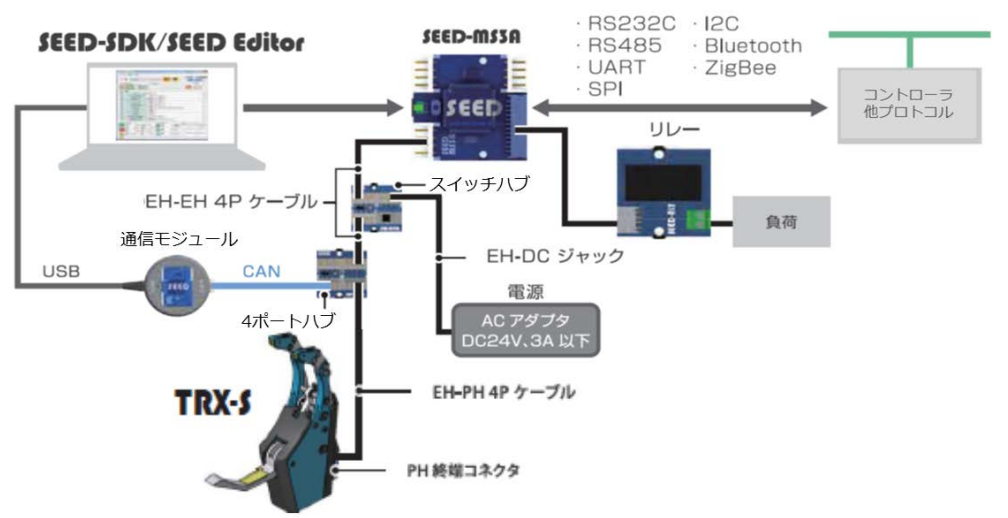 SEED-SDK/SEED Editor
SEED-MS3A
· RS232C
· RS485
· UART
· SPI
· I2C
· Bluetooth
· ZigBee
コントローラ
他プロトコル
SEED
リレー
スイッチハブ
EH-EH 4P ケーブル
負荷
通信モジュール
USB
SEED
CAN
EH-DC ジャック
電源
4ポートハブ
AC アダプタ
DC24V、3A 以下
TRX-S
EH-PH 4P ケーブル
PH 終端コネクタ